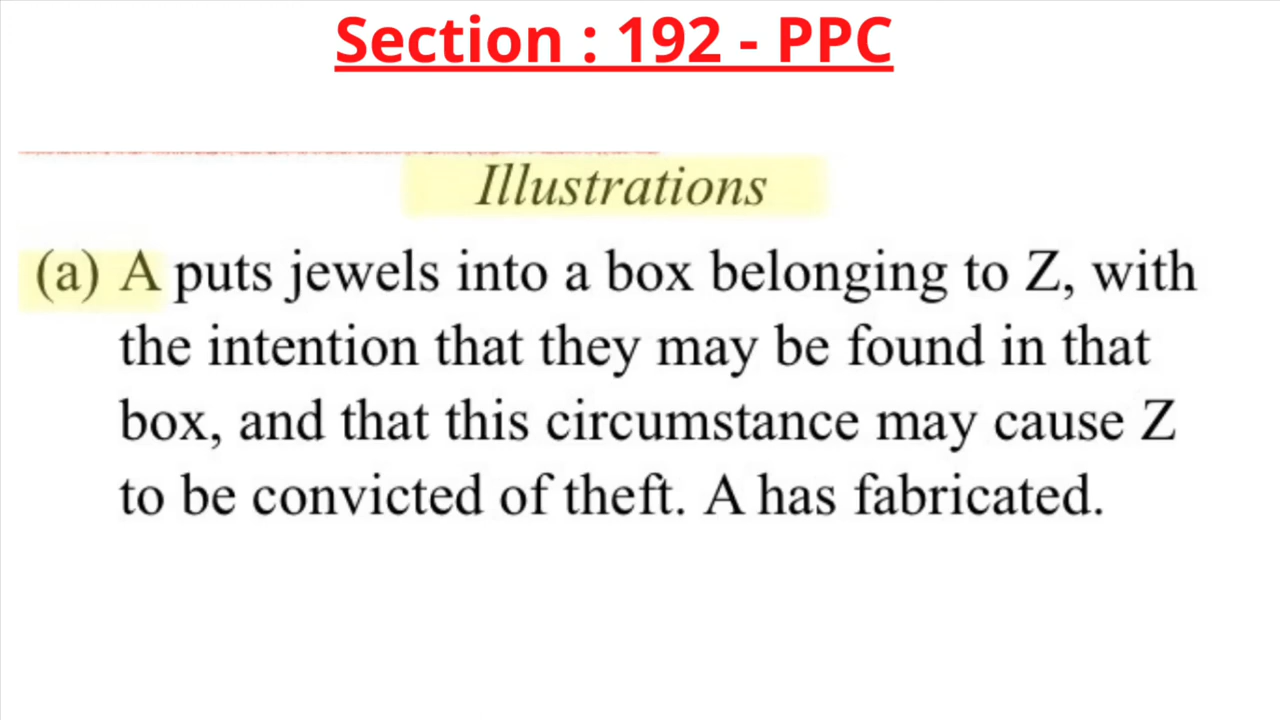 Section : 192 - PPC
Illustrations
(a) A puts jewels into a box belonging to Z, with
the intention that they may be found in that
box, and that this circumstance may cause Z
to be convicted of theft. A has fabricated.